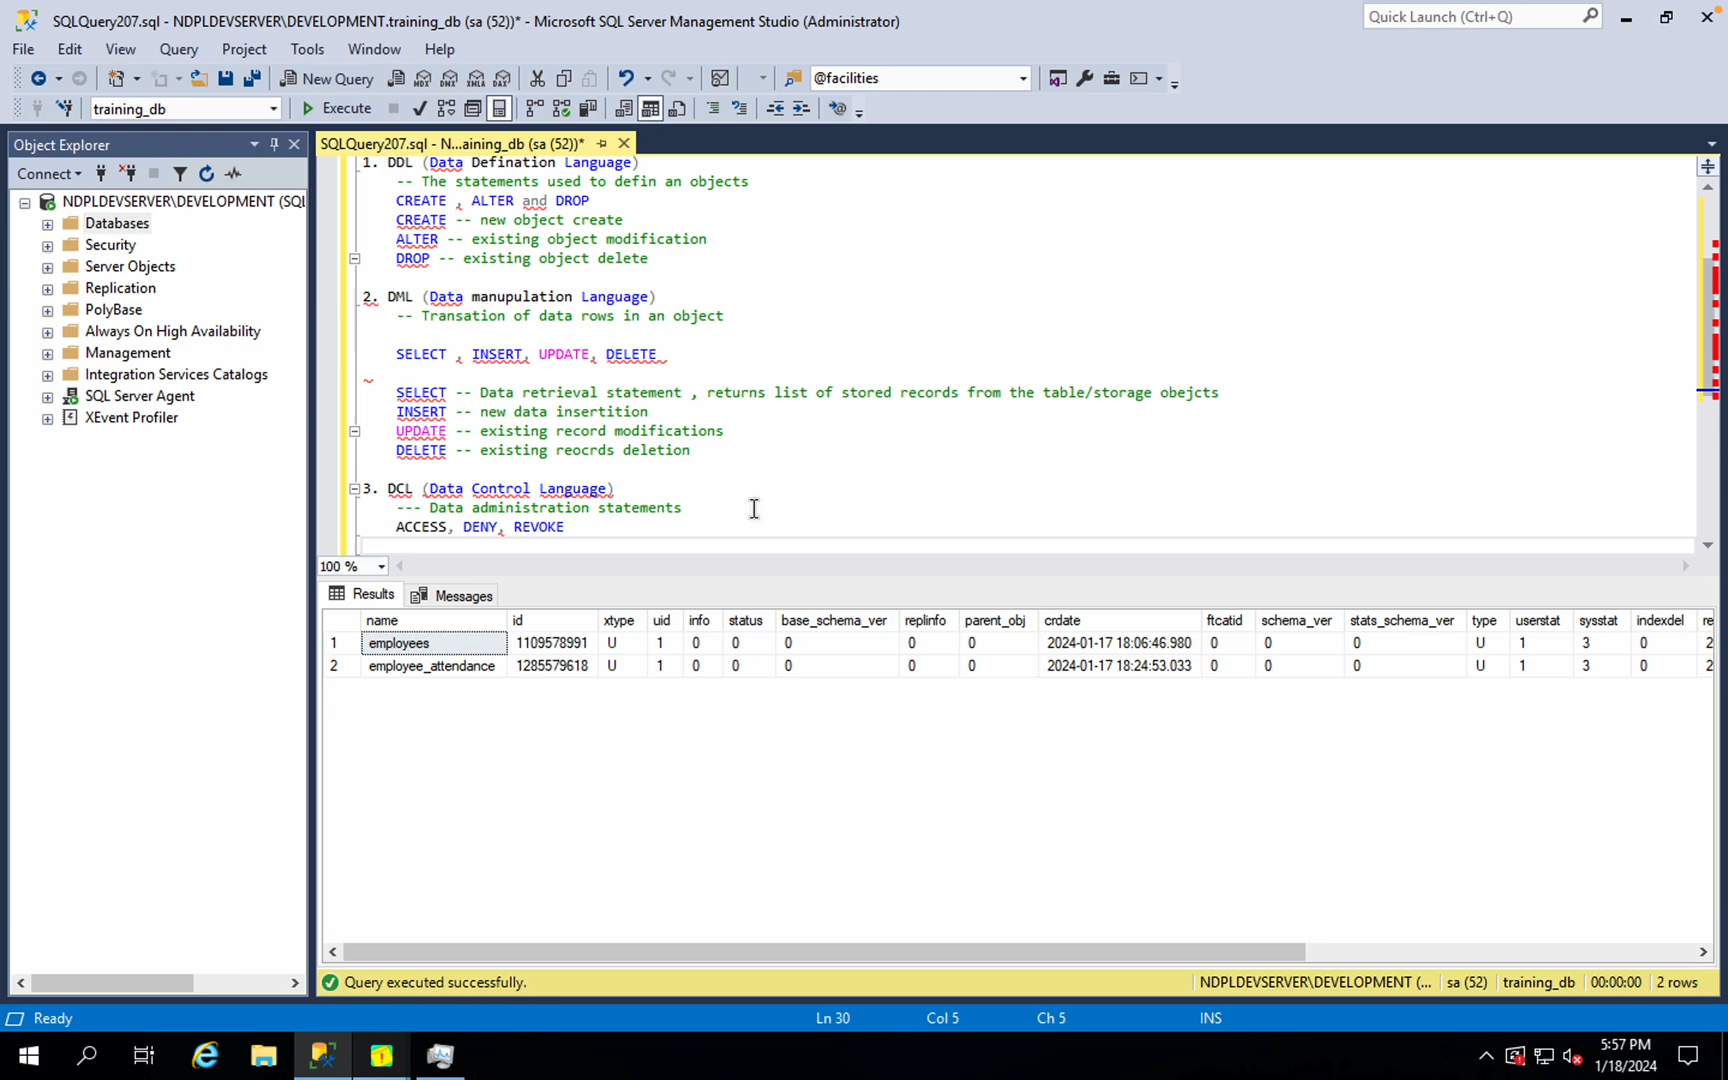 SQLQuery207.sql - NDPLDEVSERVER\DEVELOPMENT.training_db (sa (52))* - Microsoft SQL Server Management Studio (Administrator)
Quick Launch (Ctrl+Q)
File Edit View Query Project Tools Window Help
New Query
MDX DMX XMLA DAX
@facilities
training_db
Execute
Object Explorer
SQLQuery207.sql - N...aining_db (sa (52))*
Connect
NDPLDEVSERVER\DEVELOPMENT (SQL
Databases
Security
Server Objects
Replication
PolyBase
Always On High Availability
Management
Integration Services Catalogs
SQL Server Agent
XEvent Profiler
1. DDL (Data Defination Language)
-- The statements used to defin an objects
CREATE , ALTER and DROP
CREATE -- new object create
ALTER -- existing object modification
DROP -- existing object delete
2. DML (Data manupulation Language)
-- Transation of data rows in an object
SELECT , INSERT, UPDATE, DELETE
SELECT -- Data retrieval statement , returns list of stored records from the table/storage obejcts
INSERT -- new data insertition
UPDATE -- existing record modifications
DELETE -- existing reocrds deletion
3. DCL (Data Control Language)
--- Data administration statements
ACCESS, DENY, REVOKE
100 %
Results Messages
name id xtype uid info status base_schema_ver replinfo parent_obj crdate ftcatid schema_ver stats_schema_ver type userstat sysstat indexdel re
1 employees 1109578991 U 1 0 0 0 0 0 2024-01-17 18:06:46.980 0 0 0 U 1 3 0 2
2 employee_attendance 1285579618 U 1 0 0 0 0 0 2024-01-17 18:24:53.033 0 0 0 U 1 3 0 2
Query executed successfully.
NDPLDEVSERVER\DEVELOPMENT (... sa (52) training_db 00:00:00 2 rows
Ready
Ln 30 Col 5 Ch 5 INS
5:57 PM
1/18/2024